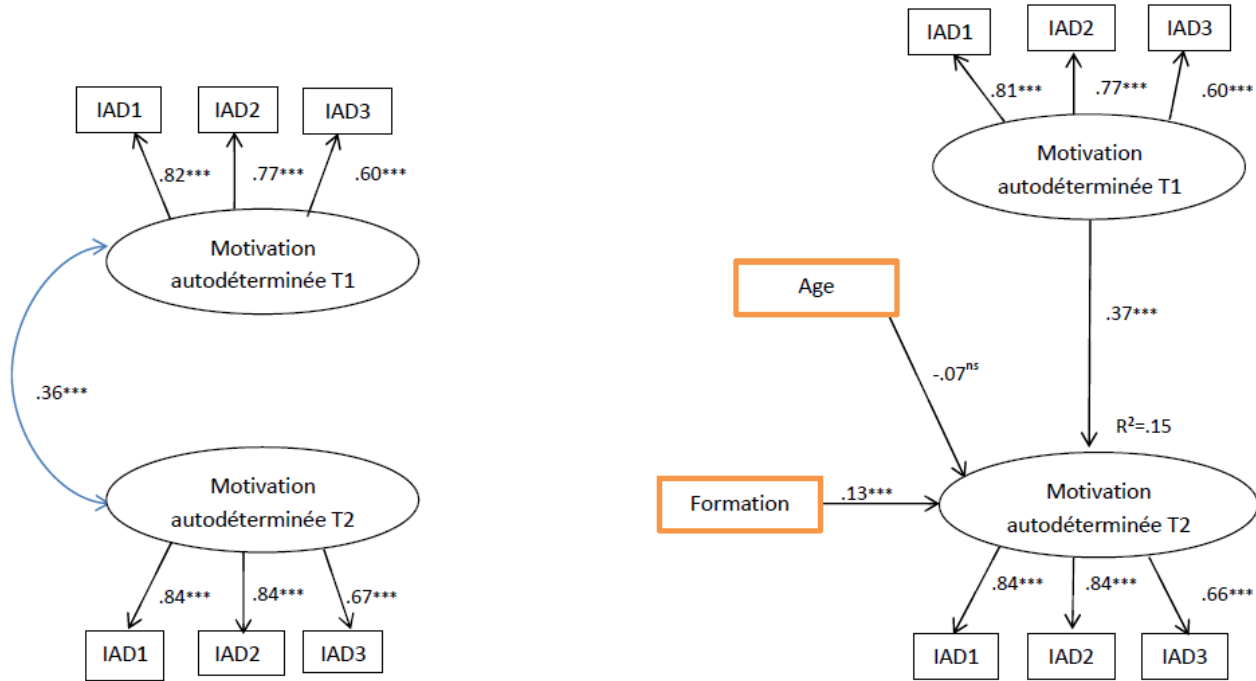 IAD1 IAD2 IAD3
.82*** .77*** .60***
Motivation
autodéterminée T1
.36***
Motivation
autodéterminée T2
.84*** .84*** .67***
IAD1 IAD2 IAD3
IAD1 IAD2 IAD3
.81*** .77*** .60***
Motivation
autodéterminée T1
Age
.37***
-.07ns
R²=.15
Formation
.13***
Motivation
autodéterminée T2
.84*** .84*** .66***
IAD1 IAD2 IAD3